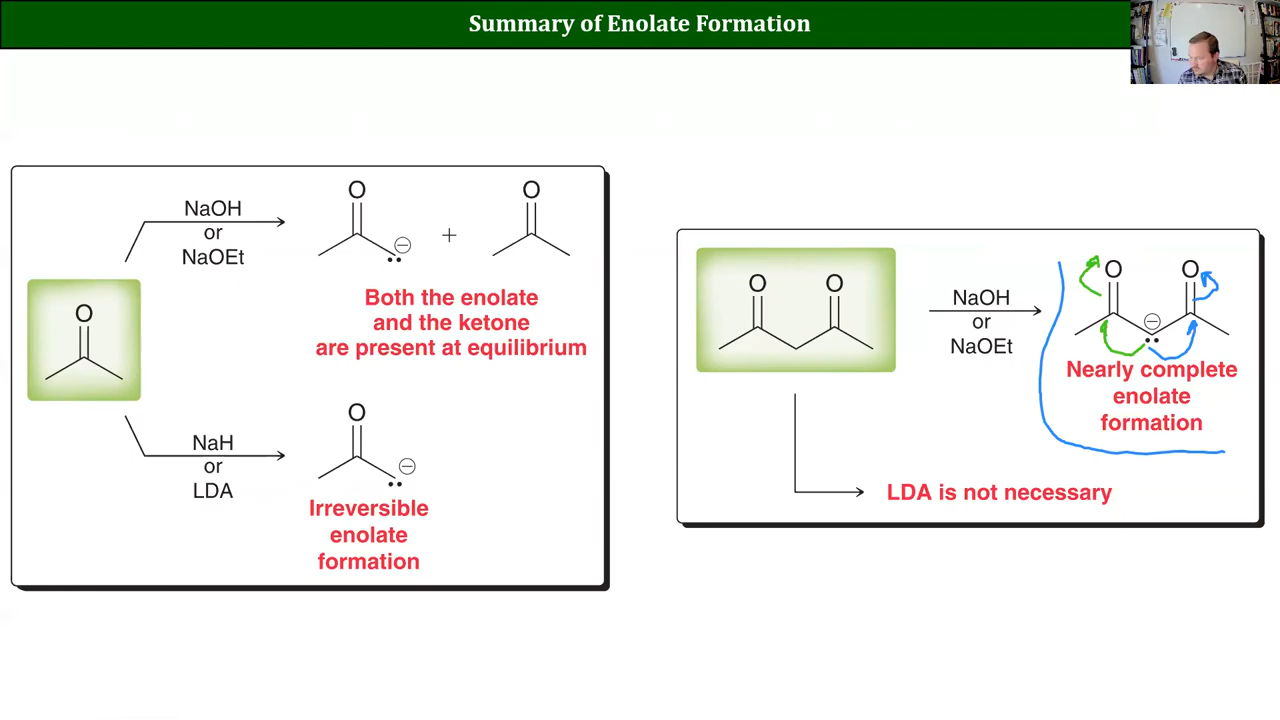 Summary of Enolate Formation
NaOH
or
NaOEt
O
O
⊖
+
Both the enolate
and the ketone
are present at equilibrium
O
NaH
or
LDA
O
⊖
Irreversible
enolate
formation
O O
NaOH
or
NaOEt
O O
⊖
Nearly complete
enolate
formation
LDA is not necessary